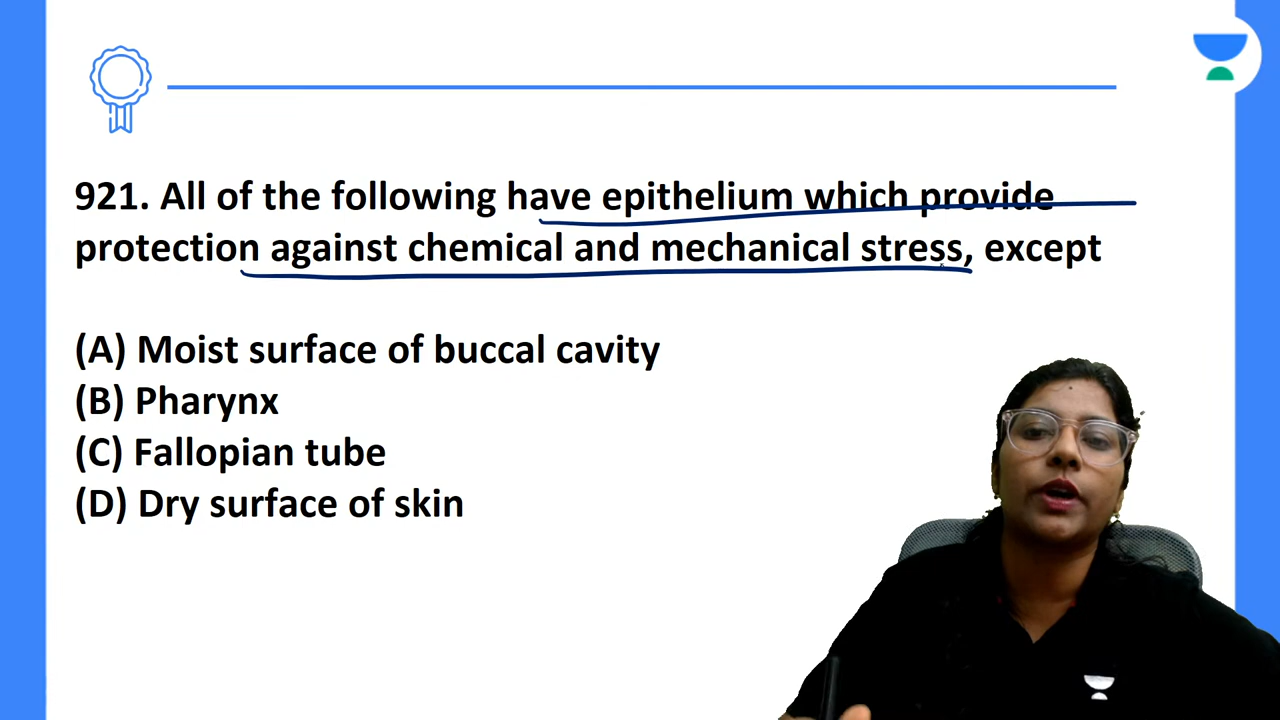 921. All of the following have epithelium which provide
protection against chemical and mechanical stress, except
(A) Moist surface of buccal cavity
(B) Pharynx
(C) Fallopian tube
(D) Dry surface of skin